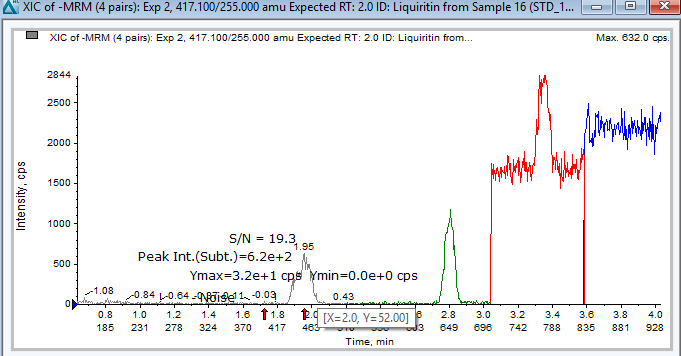 XIC of -MRM (4 pairs): Exp 2, 417.100/255.000 amu Expected RT: 2.0 ID: Liquiritin from Sample 16 (STD_1...
XIC of -MRM (4 pairs): Exp 2, 417.100/255.000 amu Expected RT: 2.0 ID: Liquiritin from...
Max. 632.0 cps.
2844
2500
2000
1500
1000
500
0
Intensity, cps
S/N = 19.3
1.95
Peak Int.(Subt.)=6.2e+2
Ymax=3.2e+1 cps Ymin=0.0e+0 cps
-1.08 -0.84 -0.64 -Noise -0.03 0.43
0.8 1.0 1.2 1.4 1.6 1.8 2.0 2.8 3.0 3.2 3.4 3.6 3.8 4.0
185 231 278 324 370 417 463 649 696 742 788 835 881 928
[X=2.0, Y=52.00]
Time, min